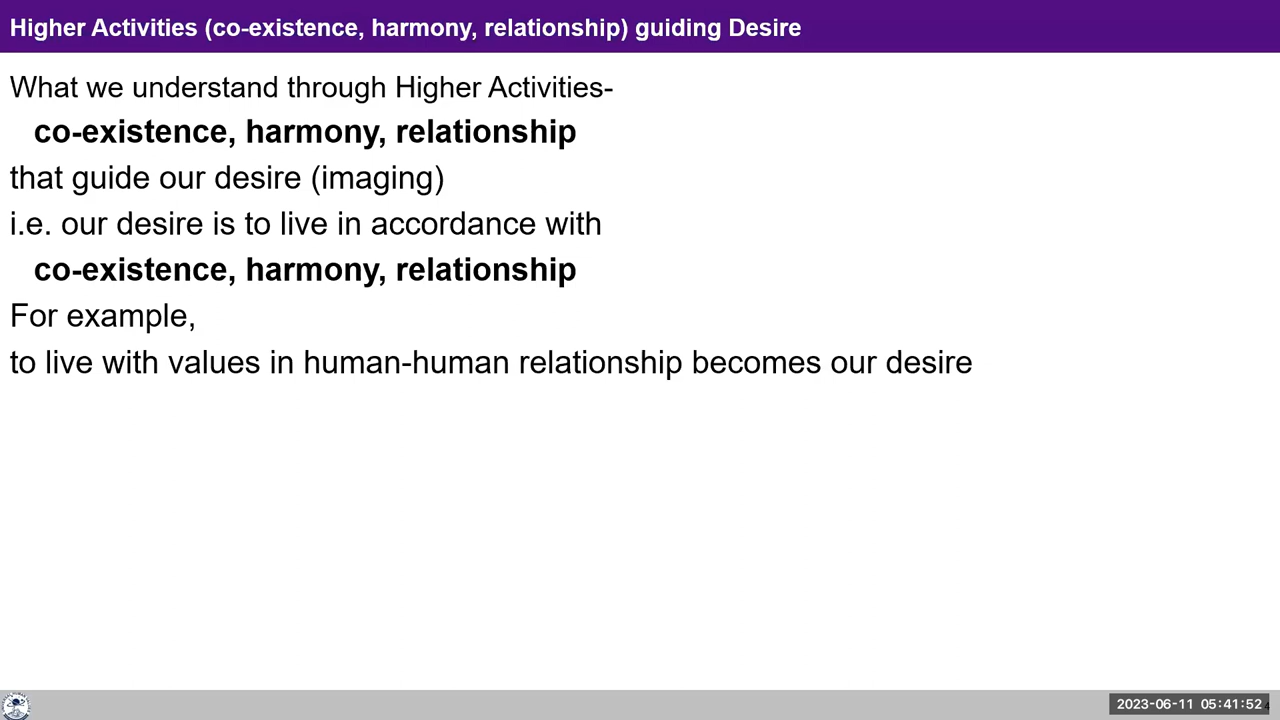 Higher Activities (co-existence, harmony, relationship) guiding Desire
What we understand through Higher Activities-
co-existence, harmony, relationship
that guide our desire (imaging)
i.e. our desire is to live in accordance with
co-existence, harmony, relationship
For example,
to live with values in human-human relationship becomes our desire
2023-06-11 05:41:52